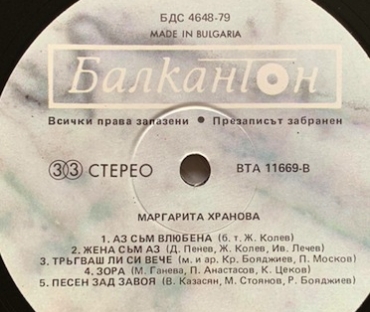 БДС 4648-79
MADE IN BULGARIA
Балкантон
Всички права запазени • Презаписът забранен
33 СТЕРЕО ВТА 11669-В
МАРГАРИТА ХРАНОВА
1. АЗ СЪМ ВЛЮБЕНА (б. т. Ж. Колев)
2. ЖЕНА СЪМ АЗ (Д. Пенев, Ж. Колев, Ив. Лечев)
3. ТРЪГВАШ ЛИ СИ ВЕЧЕ (м. и ар. Кр. Бояджиев, П. Москов)
4. ЗОРА (М. Ганева, П. Анастасов, К. Цеков)
5. ПЕСЕН ЗАД ЗАВОЯ (В. Казасян, М. Стоянов, Р. Бояджиев)